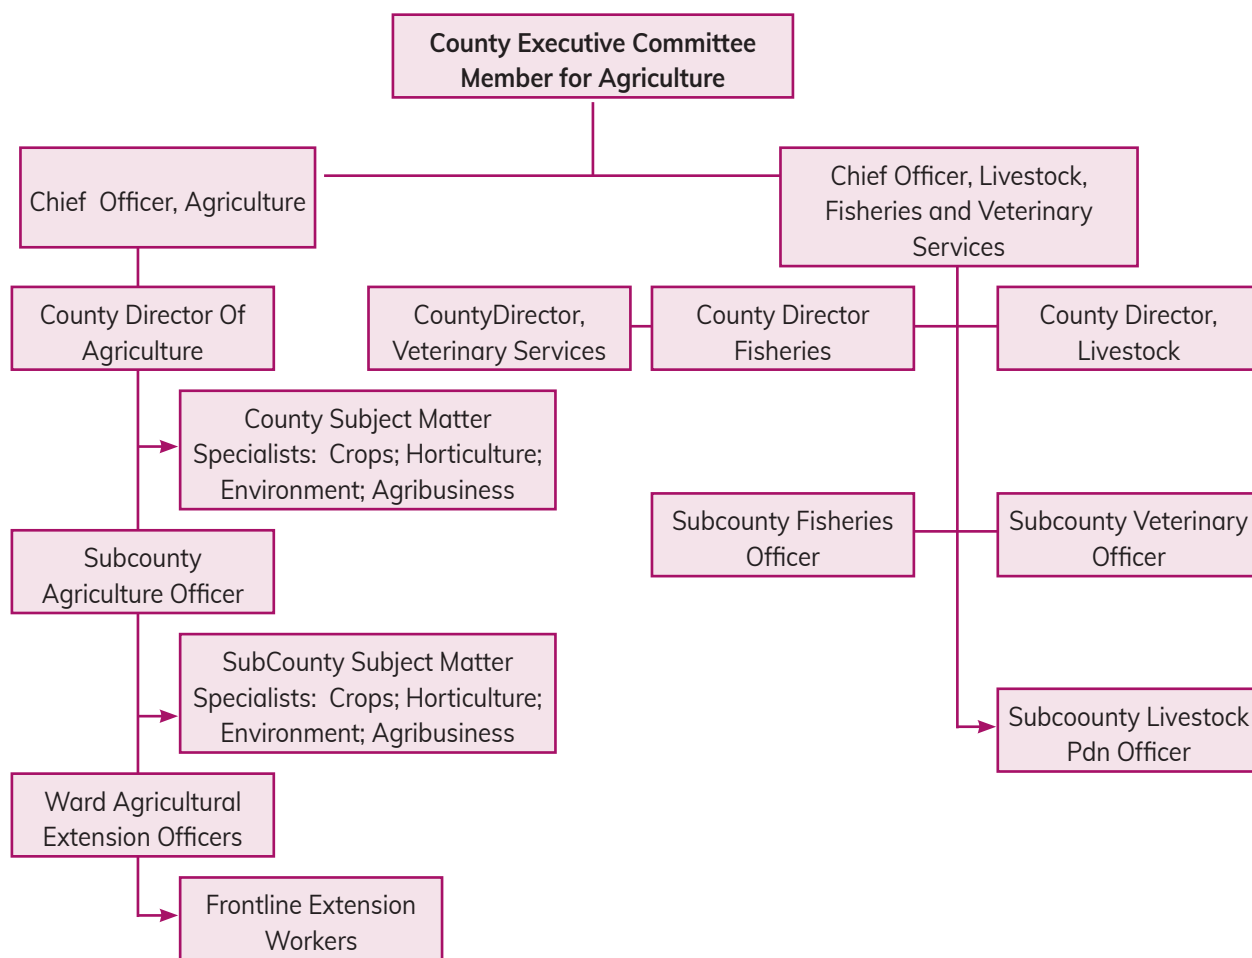 County Executive Committee
Member for Agriculture
Chief Officer, Agriculture
Chief Officer, Livestock,
Fisheries and Veterinary
Services
County Director Of
Agriculture
CountyDirector,
Veterinary Services
County Director
Fisheries
County Director,
Livestock
County Subject Matter
Specialists: Crops; Horticulture;
Environment; Agribusiness
Subcounty Fisheries
Officer
Subcounty Veterinary
Officer
Subcounty
Agriculture Officer
SubCounty Subject Matter
Specialists: Crops; Horticulture;
Environment; Agribusiness
Subcoounty Livestock
Pdn Officer
Ward Agricultural
Extension Officers
Frontline Extension
Workers